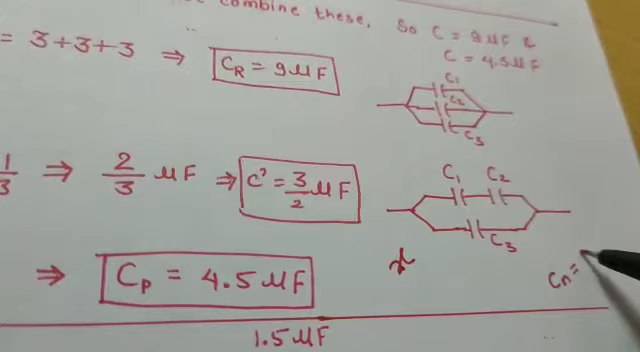 combine these, So C = 9 μF &
C = 4.5 μF
= 3+3+3 ⇒ C_R = 9 μF
C₁
C₂
C₃
1/3 ⇒ 2/3 μF ⇒ C' = 3/2 μF
C₁ C₂
C₃
⇒ C_P = 4.5 μF
Cn=
1.5 μF